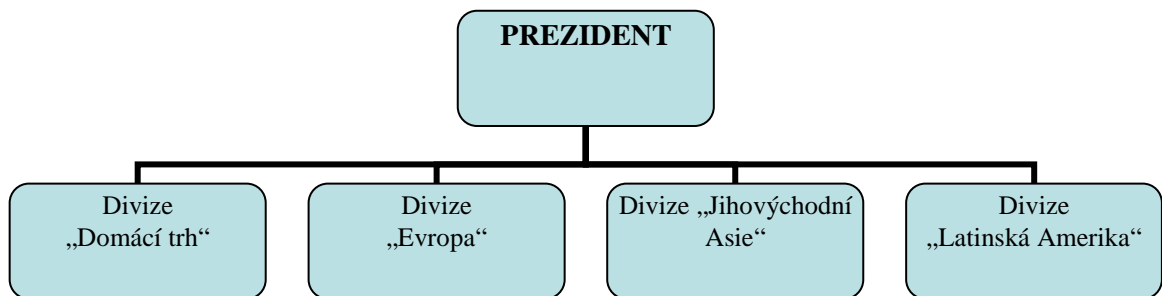 PREZIDENT
Divize
„Domácí trh“
Divize
„Evropa“
Divize „Jihovýchodní
Asie“
Divize
„Latinská Amerika“